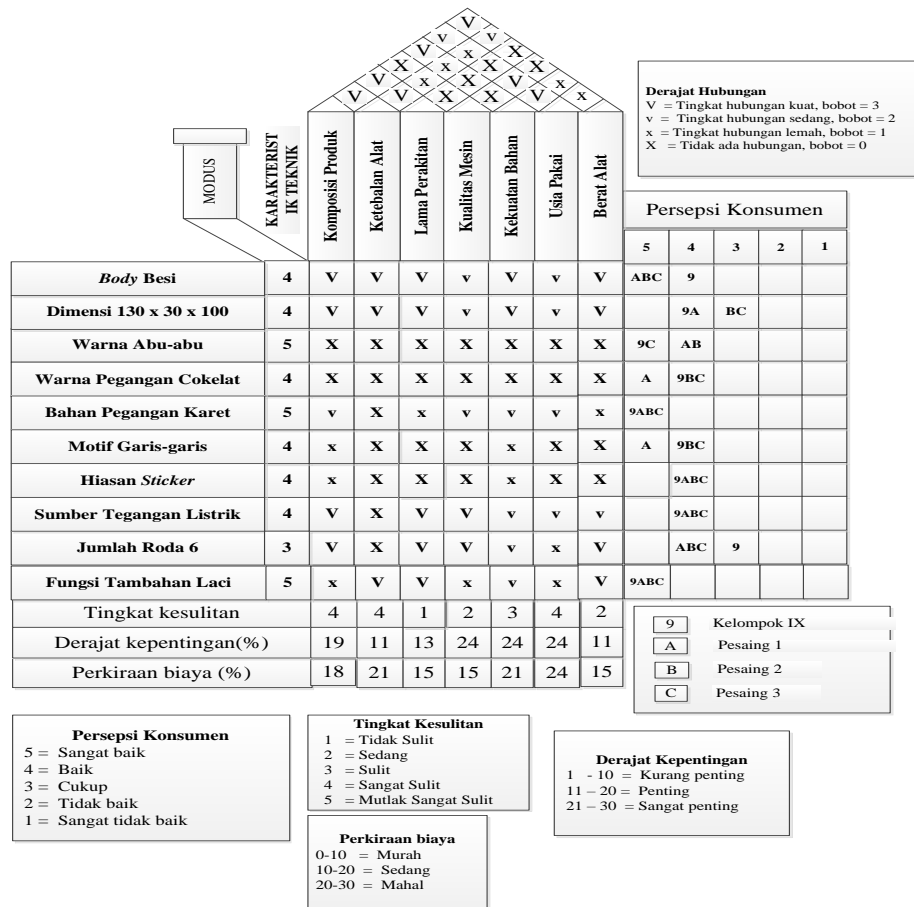 V
v v
V x X
X x X X
V x X V x
V V X X V x
Derajat Hubungan
V = Tingkat hubungan kuat, bobot = 3
v = Tingkat hubungan sedang, bobot = 2
x = Tingkat hubungan lemah, bobot = 1
X = Tidak ada hubungan, bobot = 0
MODUS
KARAKTERIST
IK TEKNIK
Komposisi Produk
Ketebalan Alat
Lama Perakitan
Kualitas Mesin
Kekuatan Bahan
Usia Pakai
Berat Alat
Persepsi Konsumen
5 4 3 2 1
Body Besi 4 V V V v V v V ABC 9
Dimensi 130 x 30 x 100 4 V V V v V v V 9A BC
Warna Abu-abu 5 X X X X X X X 9C AB
Warna Pegangan Cokelat 4 X X X X X X X A 9BC
Bahan Pegangan Karet 5 v X x v v v x 9ABC
Motif Garis-garis 4 x X X X x X X A 9BC
Hiasan Sticker 4 x X X X x X X 9ABC
Sumber Tegangan Listrik 4 V X V V v v v 9ABC
Jumlah Roda 6 3 V X V V v x V ABC 9
Fungsi Tambahan Laci 5 x V V x v x V 9ABC
Tingkat kesulitan 4 4 1 2 3 4 2
Derajat kepentingan(%) 19 11 13 24 24 24 11
Perkiraan biaya (%) 18 21 15 15 21 24 15
9 Kelompok IX
A Pesaing 1
B Pesaing 2
C Pesaing 3
Persepsi Konsumen
5 = Sangat baik
4 = Baik
3 = Cukup
2 = Tidak baik
1 = Sangat tidak baik
Tingkat Kesulitan
1 = Tidak Sulit
2 = Sedang
3 = Sulit
4 = Sangat Sulit
5 = Mutlak Sangat Sulit
Derajat Kepentingan
1 - 10 = Kurang penting
11 – 20 = Penting
21 – 30 = Sangat penting
Perkiraan biaya
0-10 = Murah
10-20 = Sedang
20-30 = Mahal